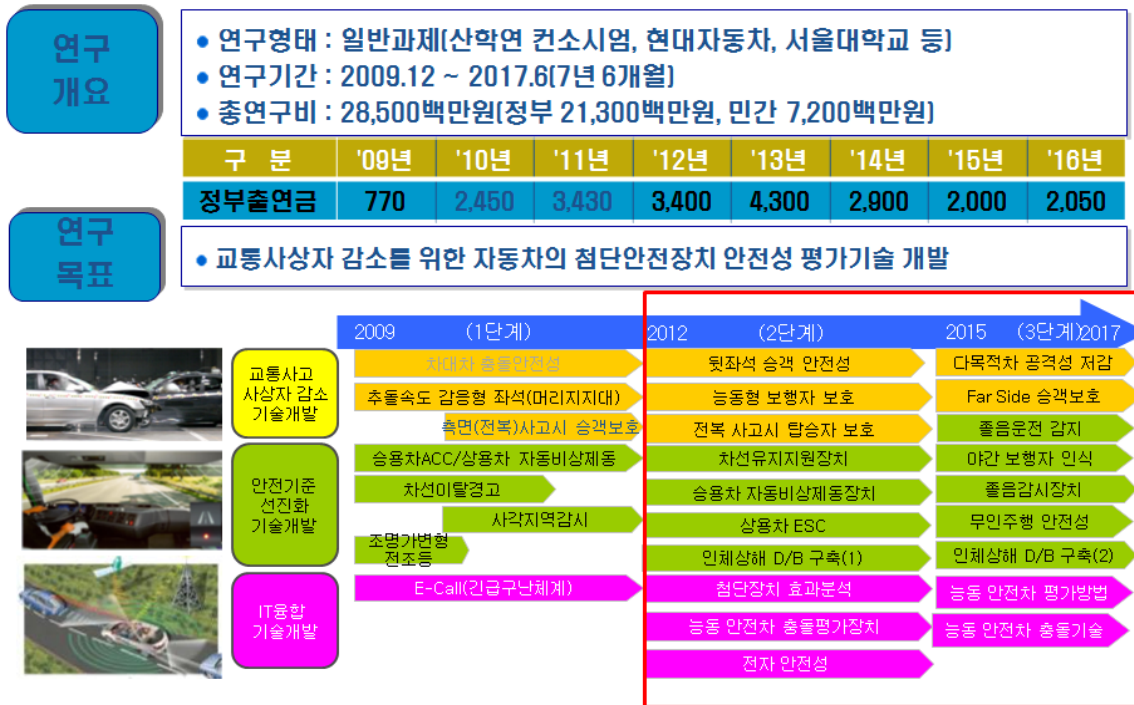 연구
개요
• 연구형태 : 일반과제(산학연 컨소시엄, 현대자동차, 서울대학교 등)
• 연구기간 : 2009.12 ~ 2017.6(7년 6개월)
• 총연구비 : 28,500백만원(정부 21,300백만원, 민간 7,200백만원)
구 분 '09년 '10년 '11년 '12년 '13년 '14년 '15년 '16년
정부출연금 770 2,450 3,430 3,400 4,300 2,900 2,000 2,050
연구
목표
• 교통사상자 감소를 위한 자동차의 첨단안전장치 안전성 평가기술 개발
2009 (1단계) 2012 (2단계) 2015 (3단계)2017
교통사고
사상자 감소
기술개발
차대차 충돌안전성 뒷좌석 승객 안전성 다목적차 공격성 저감
추돌속도 감응형 좌석(머리지지대) 능동형 보행자 보호 Far Side 승객보호
측면(전복)사고시 승객보호 전복 사고시 탑승자 보호 졸음운전 감지
안전기준
선진화
기술개발
승용차ACC/상용차 자동비상제동 차선유지지원장치 야간 보행자 인식
차선이탈경고 승용차 자동비상제동장치 졸음감시장치
사각지역감시 상용차 ESC 무인주행 안전성
조명가변형
전조등
인체상해 D/B 구축(1) 인체상해 D/B 구축(2)
IT융합
기술개발
E-Call(긴급구난체계) 첨단장치 효과분석 능동 안전차 평가방법
능동 안전차 충돌평가장치 능동 안전차 충돌기술
전자 안전성